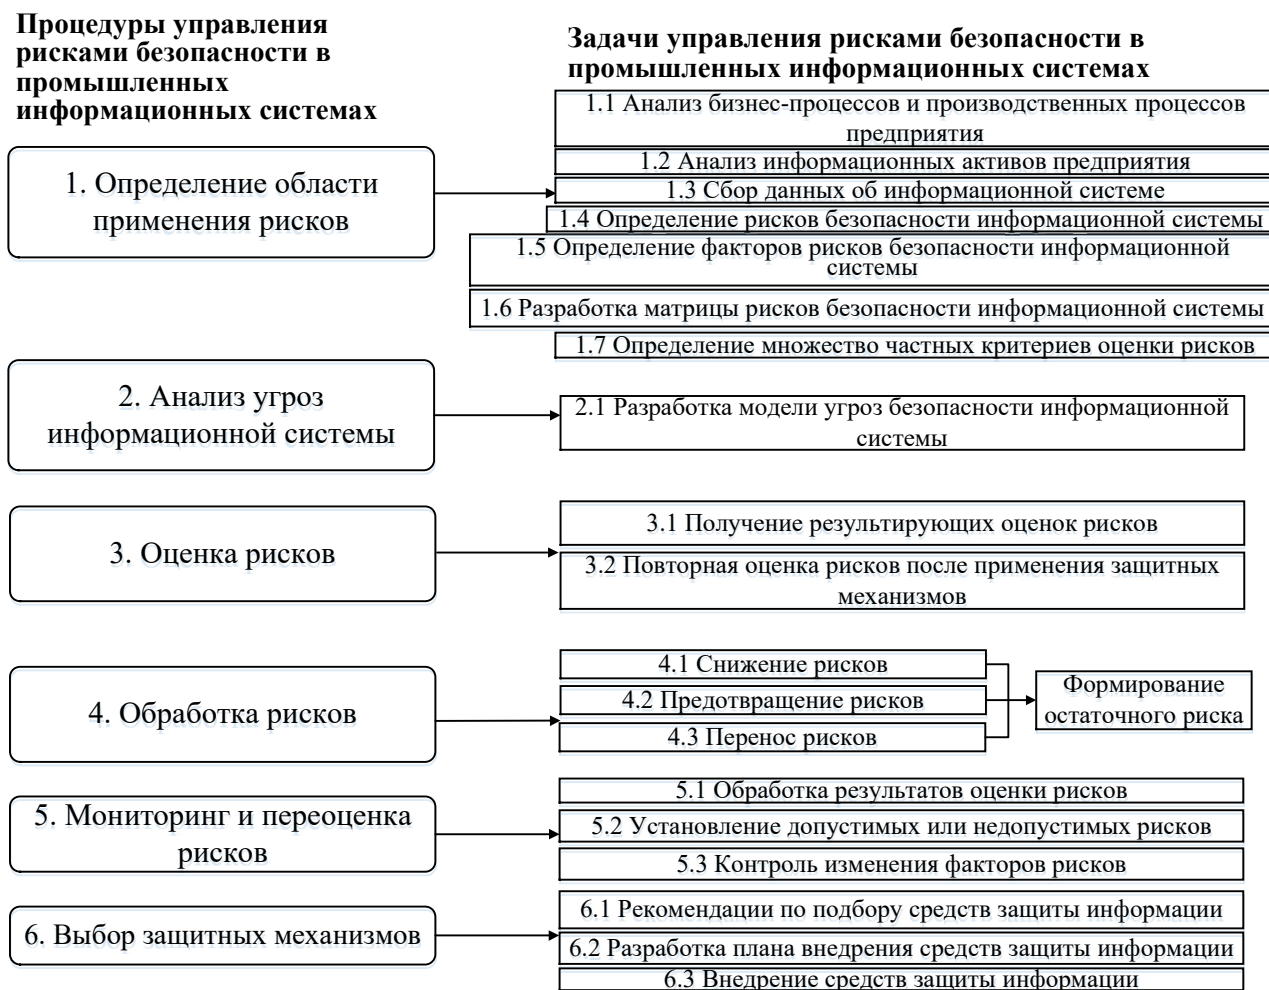 Процедуры управления
рисками безопасности в
промышленных
информационных системах
Задачи управления рисками безопасности в
промышленных информационных системах
1. Определение области
применения рисков
1.1 Анализ бизнес-процессов и производственных процессов
предприятия
1.2 Анализ информационных активов предприятия
1.3 Сбор данных об информационной системе
1.4 Определение рисков безопасности информационной системы
1.5 Определение факторов рисков безопасности информационной
системы
1.6 Разработка матрицы рисков безопасности информационной системы
1.7 Определение множество частных критериев оценки рисков
2. Анализ угроз
информационной системы
2.1 Разработка модели угроз безопасности информационной
системы
3. Оценка рисков
3.1 Получение результирующих оценок рисков
3.2 Повторная оценка рисков после применения защитных
механизмов
4. Обработка рисков
4.1 Снижение рисков
4.2 Предотвращение рисков
4.3 Перенос рисков
Формирование
остаточного риска
5. Мониторинг и переоценка
рисков
5.1 Обработка результатов оценки рисков
5.2 Установление допустимых или недопустимых рисков
5.3 Контроль изменения факторов рисков
6. Выбор защитных механизмов
6.1 Рекомендации по подбору средств защиты информации
6.2 Разработка плана внедрения средств защиты информации
6.3 Внедрение средств защиты информации